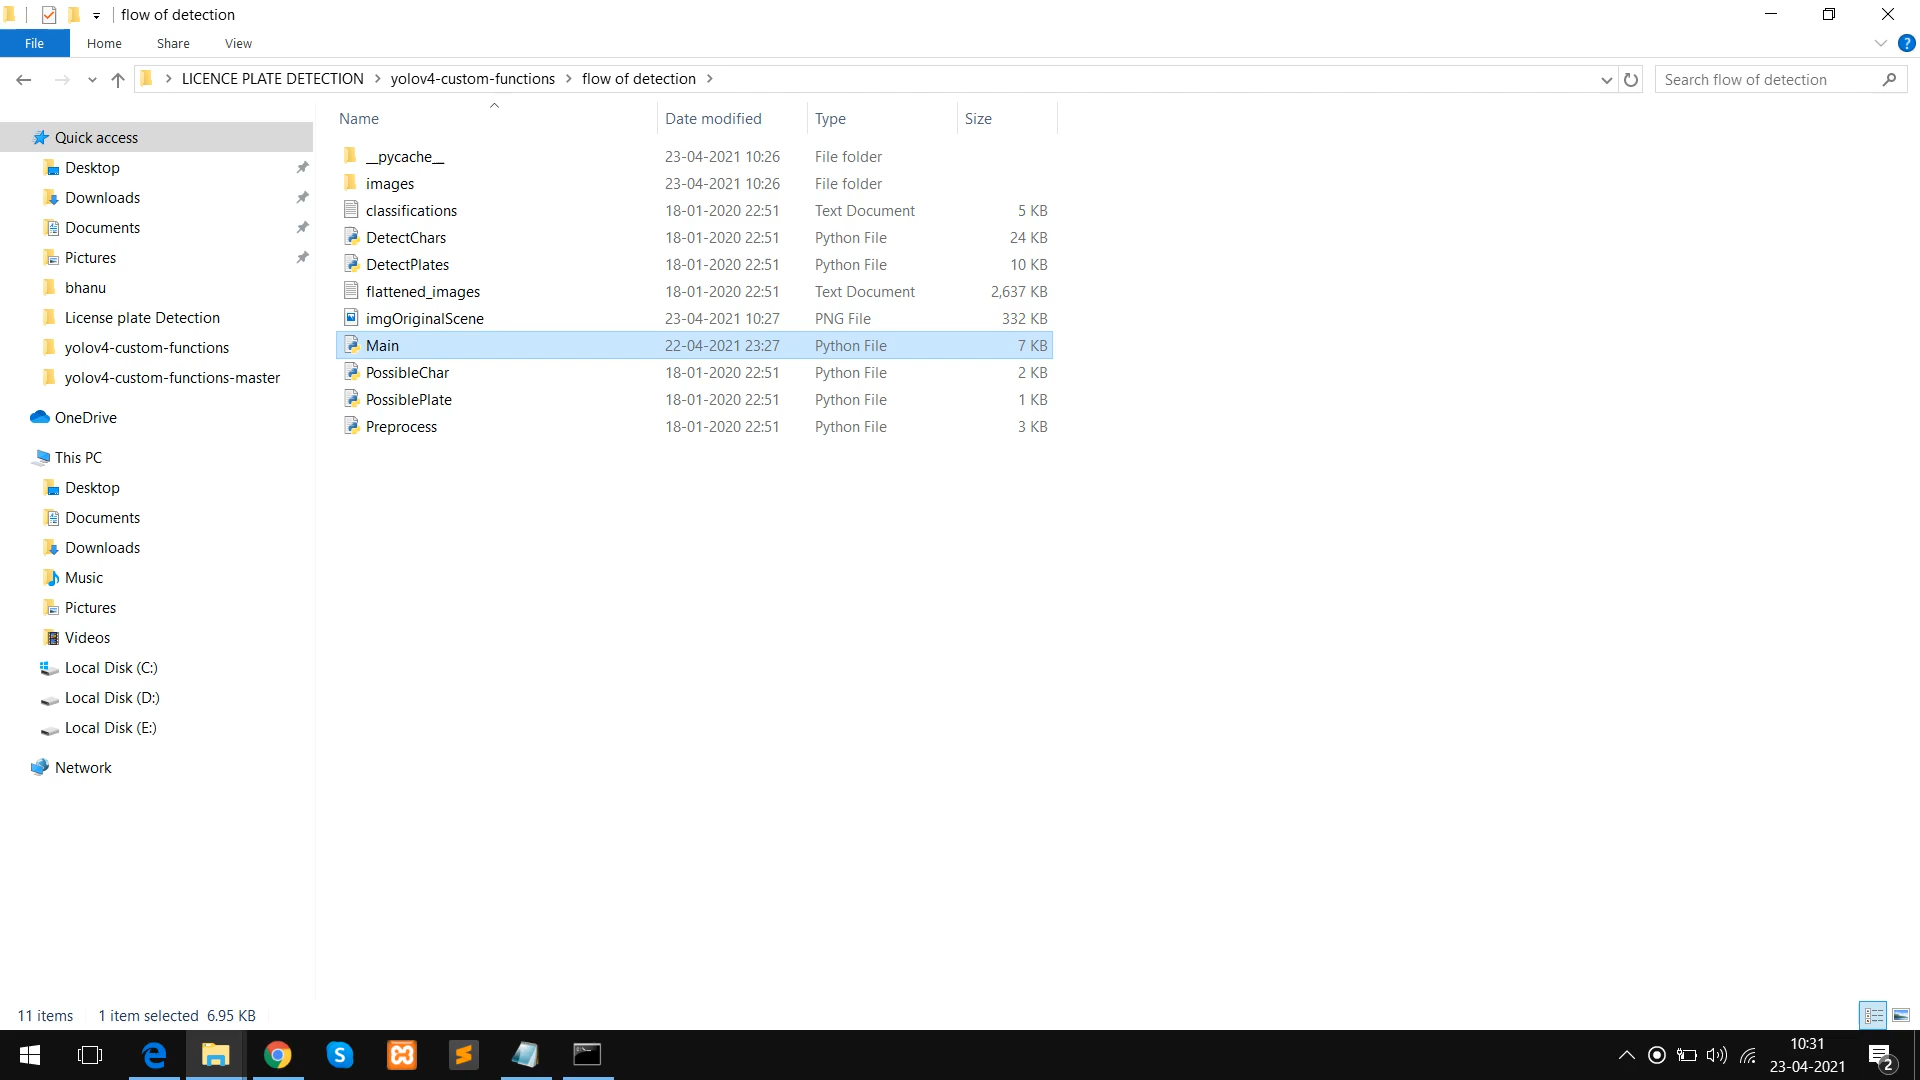 flow of detection
File Home Share View
LICENCE PLATE DETECTION yolov4-custom-functions flow of detection Search flow of detection
Name Date modified Type Size
Quick access
Desktop
Downloads
Documents
Pictures
bhanu
License plate Detection
yolov4-custom-functions
yolov4-custom-functions-master
OneDrive
This PC
Desktop
Documents
Downloads
Music
Pictures
Videos
Local Disk (C:)
Local Disk (D:)
Local Disk (E:)
Network
__pycache__ 23-04-2021 10:26 File folder
images 23-04-2021 10:26 File folder
classifications 18-01-2020 22:51 Text Document 5 KB
DetectChars 18-01-2020 22:51 Python File 24 KB
DetectPlates 18-01-2020 22:51 Python File 10 KB
flattened_images 18-01-2020 22:51 Text Document 2,637 KB
imgOriginalScene 23-04-2021 10:27 PNG File 332 KB
Main 22-04-2021 23:27 Python File 7 KB
PossibleChar 18-01-2020 22:51 Python File 2 KB
PossiblePlate 18-01-2020 22:51 Python File 1 KB
Preprocess 18-01-2020 22:51 Python File 3 KB
11 items 1 item selected 6.95 KB
10:31
23-04-2021
2